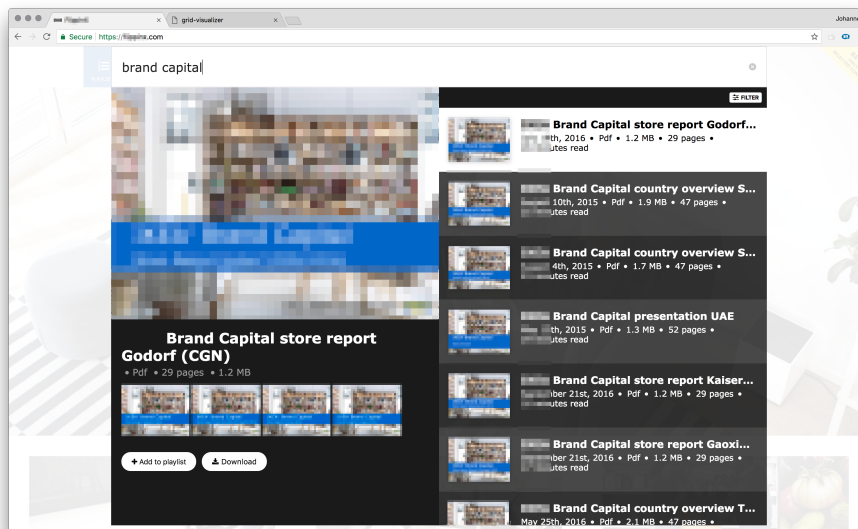 grid-visualizer
Johanne
Secure
https://
.com
brand capital
FILTER
Brand Capital store report Godorf...
th, 2016 • Pdf • 1.2 MB • 29 pages •
utes read
Brand Capital country overview S...
10th, 2015 • Pdf • 1.9 MB • 47 pages •
utes read
Brand Capital country overview S...
4th, 2015 • Pdf • 1.7 MB • 47 pages •
utes read
Brand Capital presentation UAE
th, 2015 • Pdf • 1.3 MB • 52 pages •
utes read
Brand Capital store report Kaiser...
ber 21st, 2016 • Pdf • 1.2 MB • 29 pages •
utes read
Brand Capital store report Gaoxi...
ber 21st, 2016 • Pdf • 1.2 MB • 29 pages •
utes read
Brand Capital country overview T...
May 25th, 2016 • Pdf • 2.1 MB • 47 pages •
Brand Capital store report
Godorf (CGN)
• Pdf • 29 pages • 1.2 MB
Add to playlist
Download